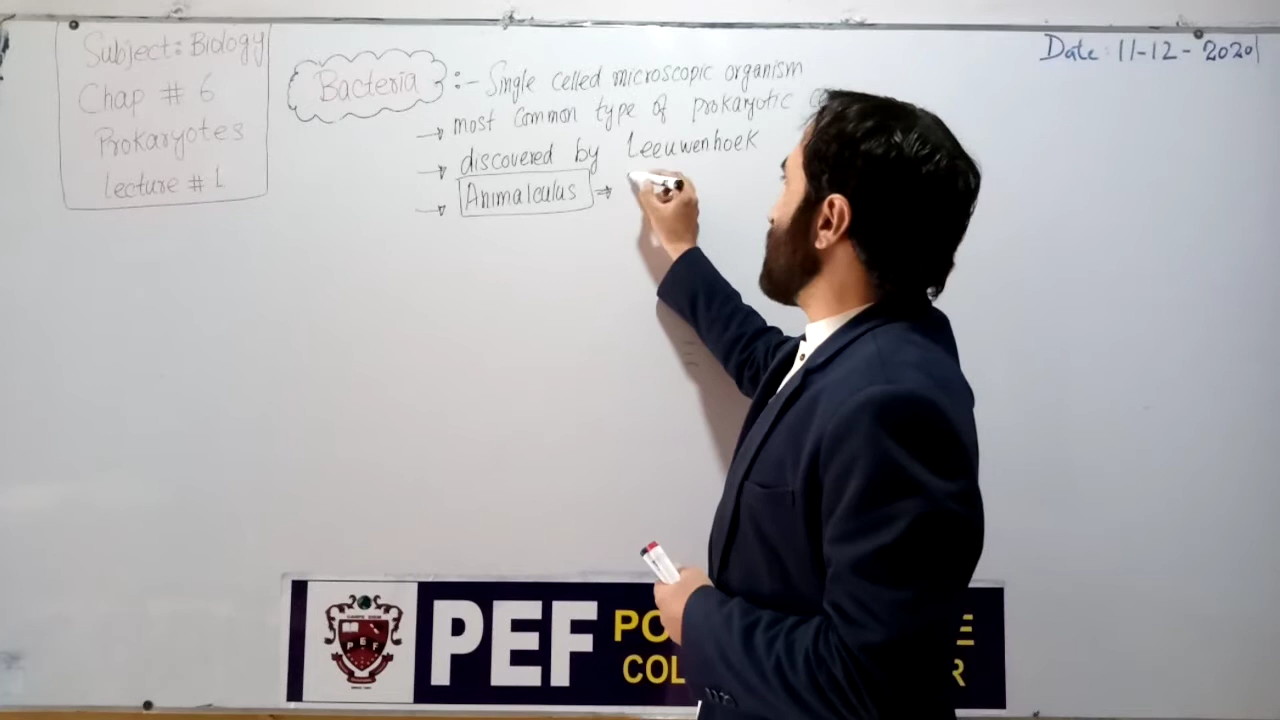 Subject: Biology
Chap # 6
Prokaryotes
Lecture # 1
Bacteria :- Single celled microscopic organism
→ most common type of prokaryotic
→ discovered by Leeuwenhoek
→ Animalculus ⇒
Date: 11-12-2020
PEF